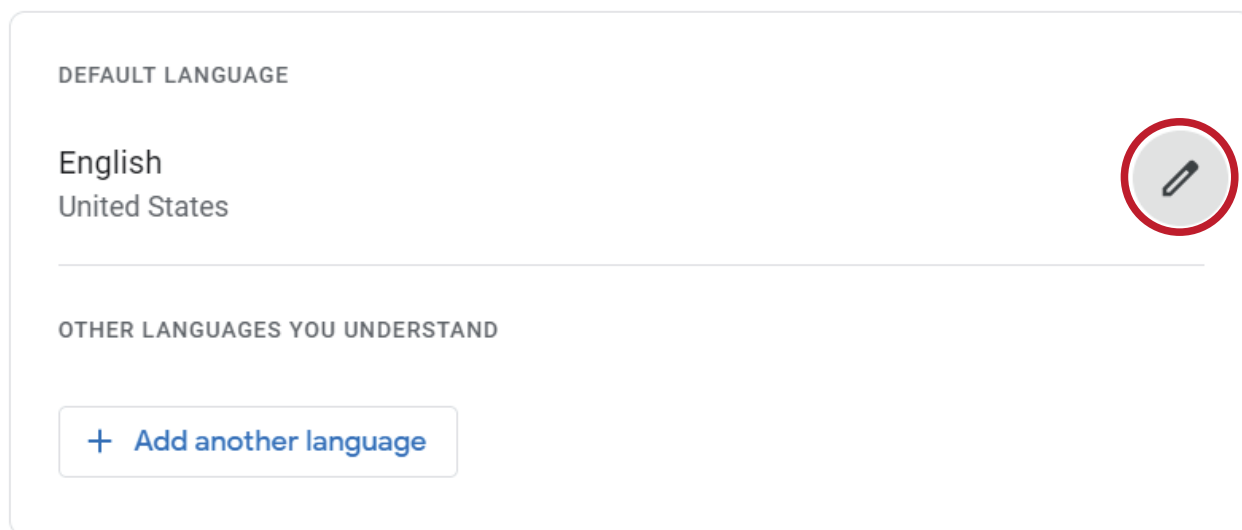 DEFAULT LANGUAGE
English
United States
OTHER LANGUAGES YOU UNDERSTAND
+ Add another language